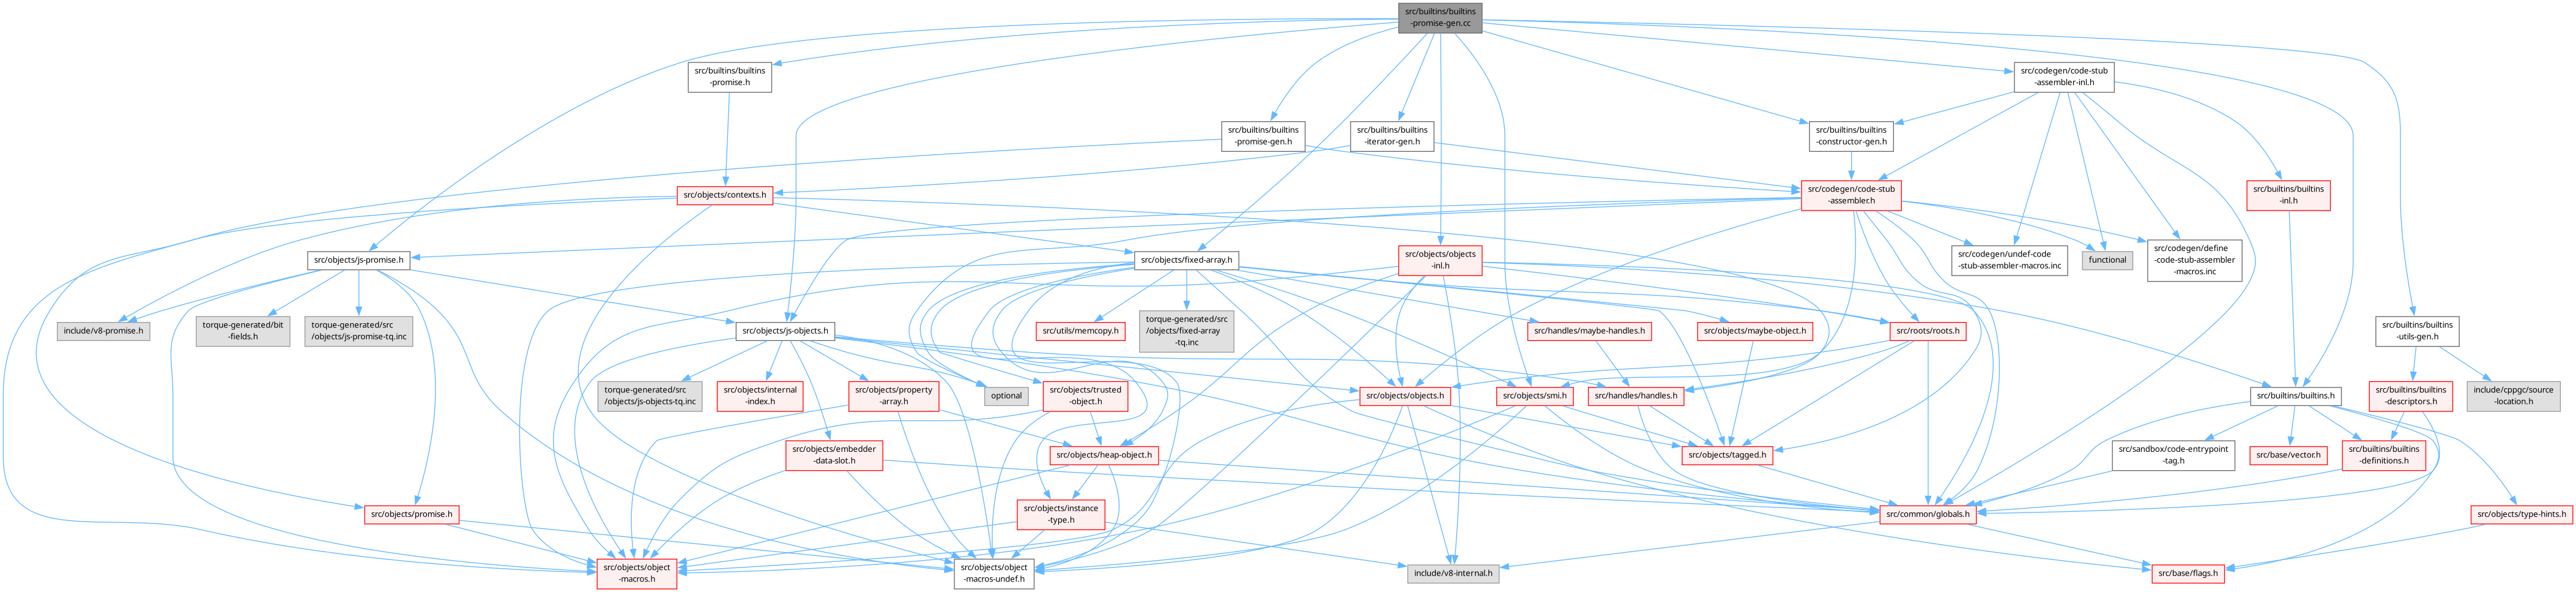 src/builtins/builtins
-promise-gen.cc
src/builtins/builtins
-promise.h
src/codegen/code-stub
-assembler-inl.h
src/builtins/builtins
-promise-gen.h
src/builtins/builtins
-iterator-gen.h
src/builtins/builtins
-constructor-gen.h
src/objects/contexts.h
src/codegen/code-stub
-assembler.h
src/builtins/builtins
-inl.h
src/objects/js-promise.h
src/objects/fixed-array.h
src/objects/objects
-inl.h
src/codegen/undef-code
-stub-assembler-macros.inc
functional
src/codegen/define
-code-stub-assembler
-macros.inc
include/v8-promise.h
torque-generated/bit
-fields.h
torque-generated/src
/objects/js-promise-tq.inc
src/objects/js-objects.h
src/utils/memcopy.h
torque-generated/src
/objects/fixed-array
-tq.inc
src/handles/maybe-handles.h
src/objects/maybe-object.h
src/roots/roots.h
src/builtins/builtins
-utils-gen.h
torque-generated/src
/objects/js-objects-tq.inc
src/objects/internal
-index.h
src/objects/property
-array.h
optional
src/objects/trusted
-object.h
src/objects/objects.h
src/objects/smi.h
src/handles/handles.h
src/builtins/builtins.h
src/builtins/builtins
-descriptors.h
include/cppgc/source
-location.h
src/objects/embedder
-data-slot.h
src/objects/heap-object.h
src/objects/tagged.h
src/sandbox/code-entrypoint
-tag.h
src/base/vector.h
src/builtins/builtins
-definitions.h
src/objects/promise.h
src/objects/instance
-type.h
src/common/globals.h
src/objects/type-hints.h
src/objects/object
-macros.h
src/objects/object
-macros-undef.h
include/v8-internal.h
src/base/flags.h